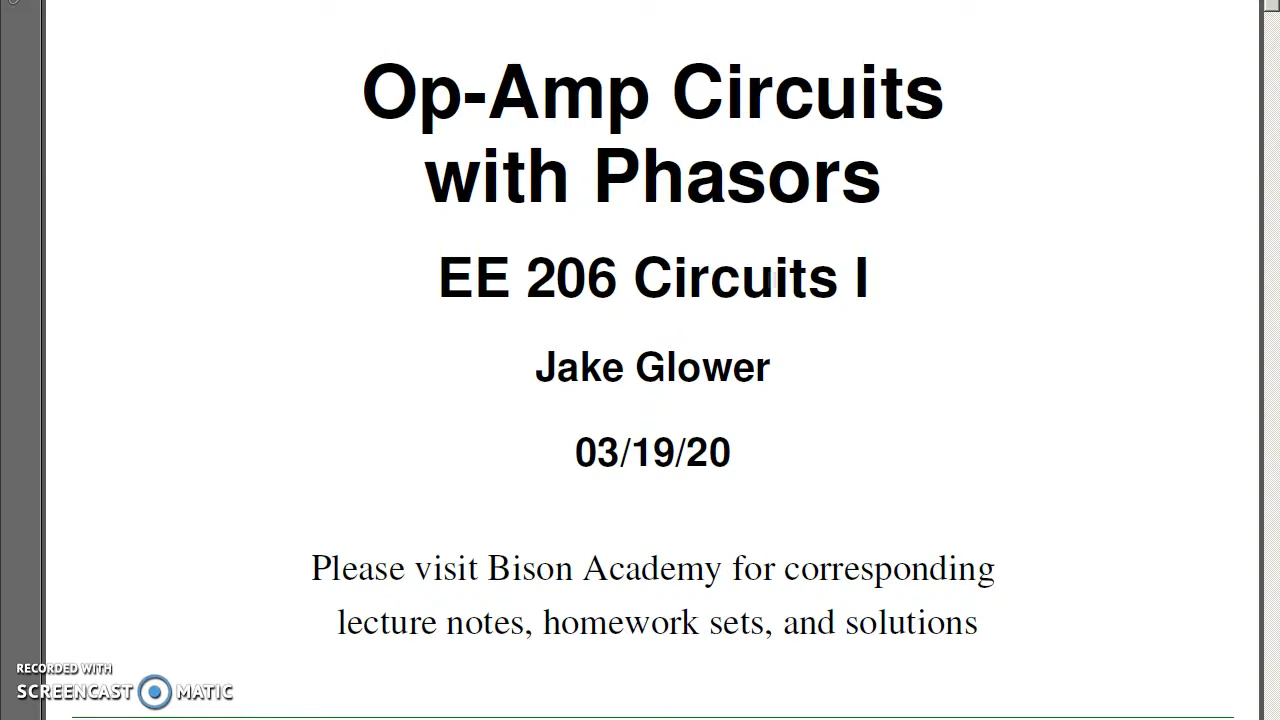 Op-Amp Circuits
with Phasors
EE 206 Circuits I
Jake Glower
03/19/20
Please visit Bison Academy for corresponding
lecture notes, homework sets, and solutions
RECORDED WITH
SCREENCAST MATIC